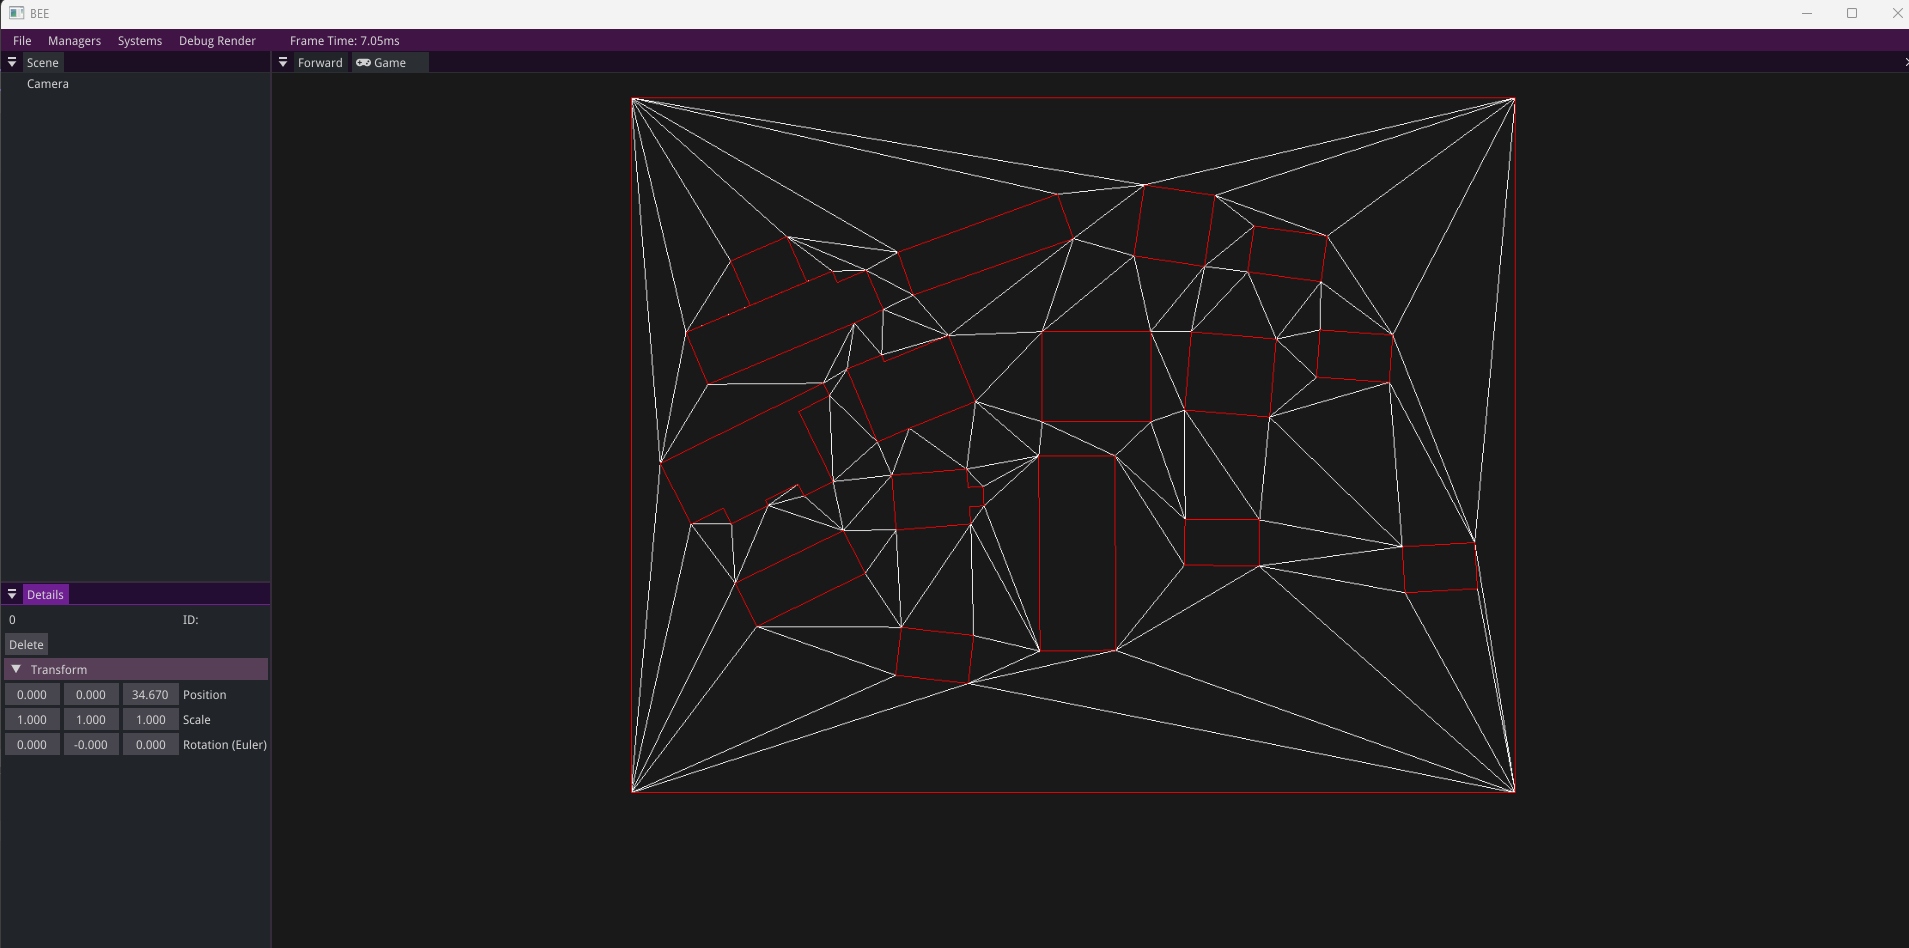 BEE
File Managers Systems Debug Render Frame Time: 7.05ms
Scene
Forward Game
Camera
Details
0 ID:
Delete
Transform
0.000 0.000 34.670 Position
1.000 1.000 1.000 Scale
0.000 -0.000 0.000 Rotation (Euler)